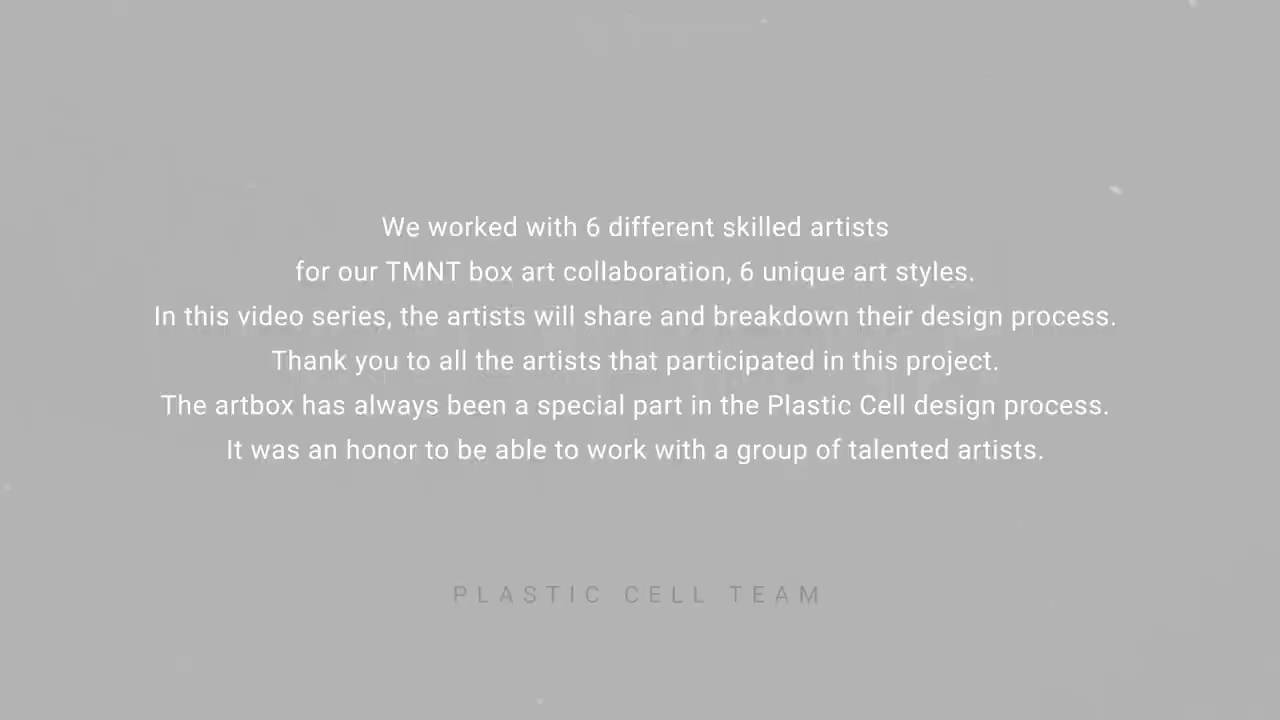 We worked with 6 different skilled artists
for our TMNT box art collaboration, 6 unique art styles.
In this video series, the artists will share and breakdown their design process.
Thank you to all the artists that participated in this project.
The artbox has always been a special part in the Plastic Cell design process.
It was an honor to be able to work with a group of talented artists.
PLASTIC CELL TEAM